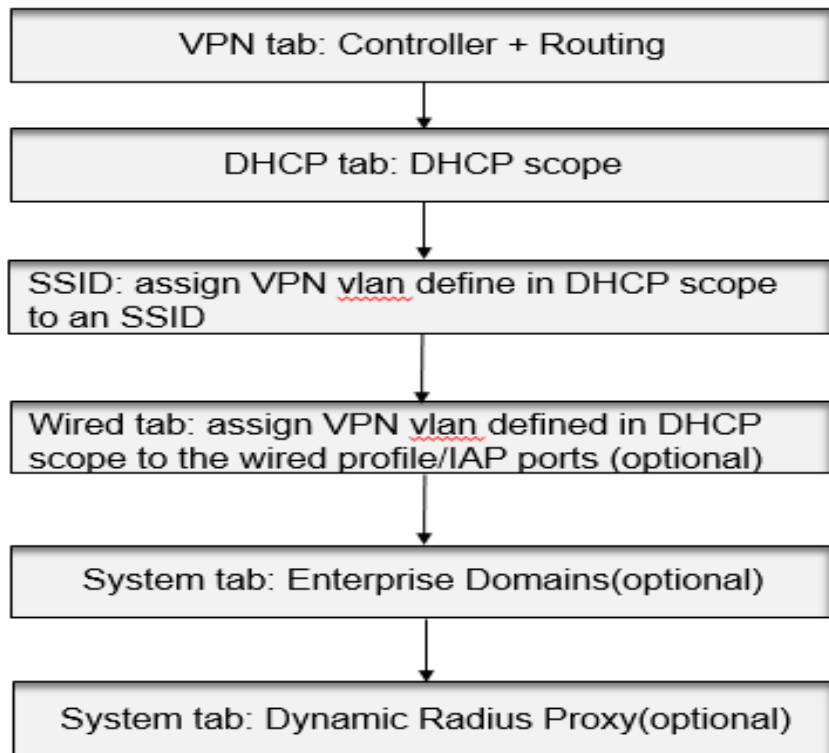 VPN tab: Controller + Routing
DHCP tab: DHCP scope
SSID: assign VPN vlan define in DHCP scope
to an SSID
Wired tab: assign VPN vlan defined in DHCP
scope to the wired profile/IAP ports (optional)
System tab: Enterprise Domains(optional)
System tab: Dynamic Radius Proxy(optional)